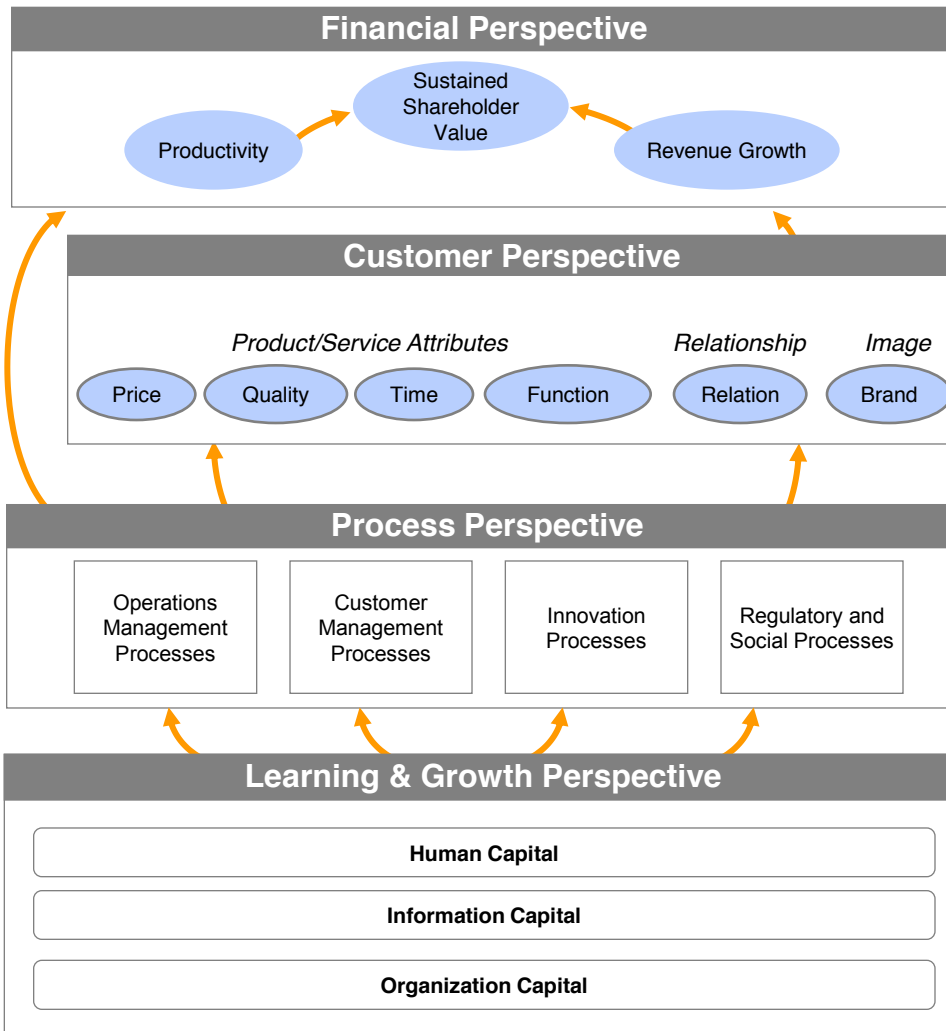 Financial Perspective
Sustained
Shareholder
Value
Productivity
Revenue Growth
Customer Perspective
Product/Service Attributes
Relationship
Image
Price
Quality
Time
Function
Relation
Brand
Process Perspective
Operations
Management
Processes
Customer
Management
Processes
Innovation
Processes
Regulatory and
Social Processes
Learning & Growth Perspective
Human Capital
Information Capital
Organization Capital